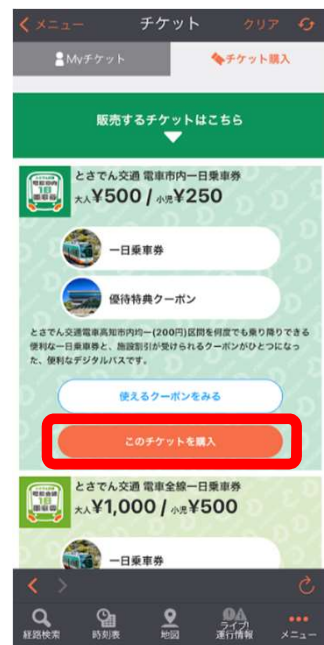 メニュー チケット クリア
Myチケット チケット購入
販売するチケットはこちら
とさでん交通 電車市内一日乗車券
大人¥500 / 小児¥250
一日乗車券
優待特典クーポン
とさでん交通電車高知市内均一(200円)区間を何度でも乗り降りできる
便利な一日乗車券と、施設割引が受けられるクーポンがひとつになっ
た、便利なデジタルパスです。
使えるクーポンをみる
このチケットを購入
とさでん交通 電車全線一日乗車券
大人¥1,000 / 小児¥500
一日乗車券
経路検索 時刻表 地図 ライブ!
運行情報 メニュー